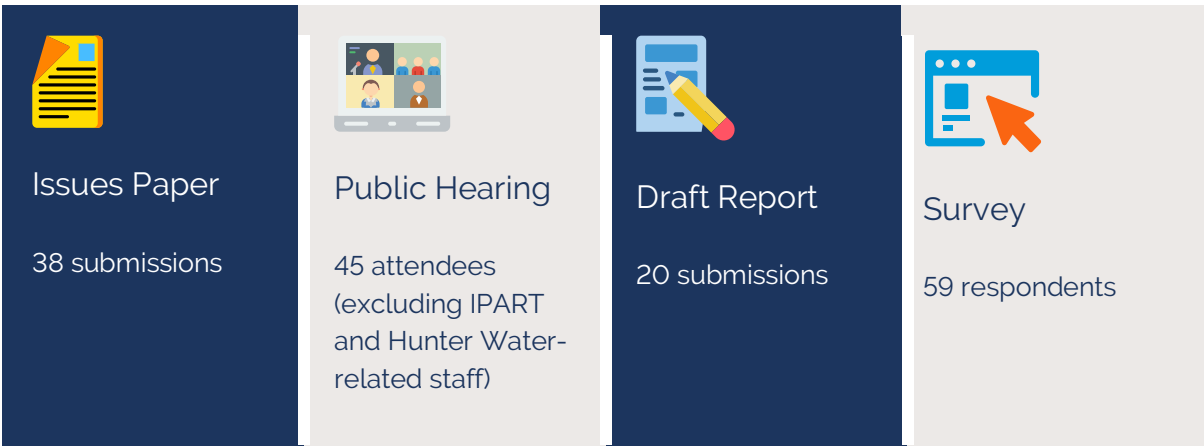 Issues Paper
38 submissions
Public Hearing
45 attendees
(excluding IPART
and Hunter Water-
related staff)
Draft Report
20 submissions
Survey
59 respondents